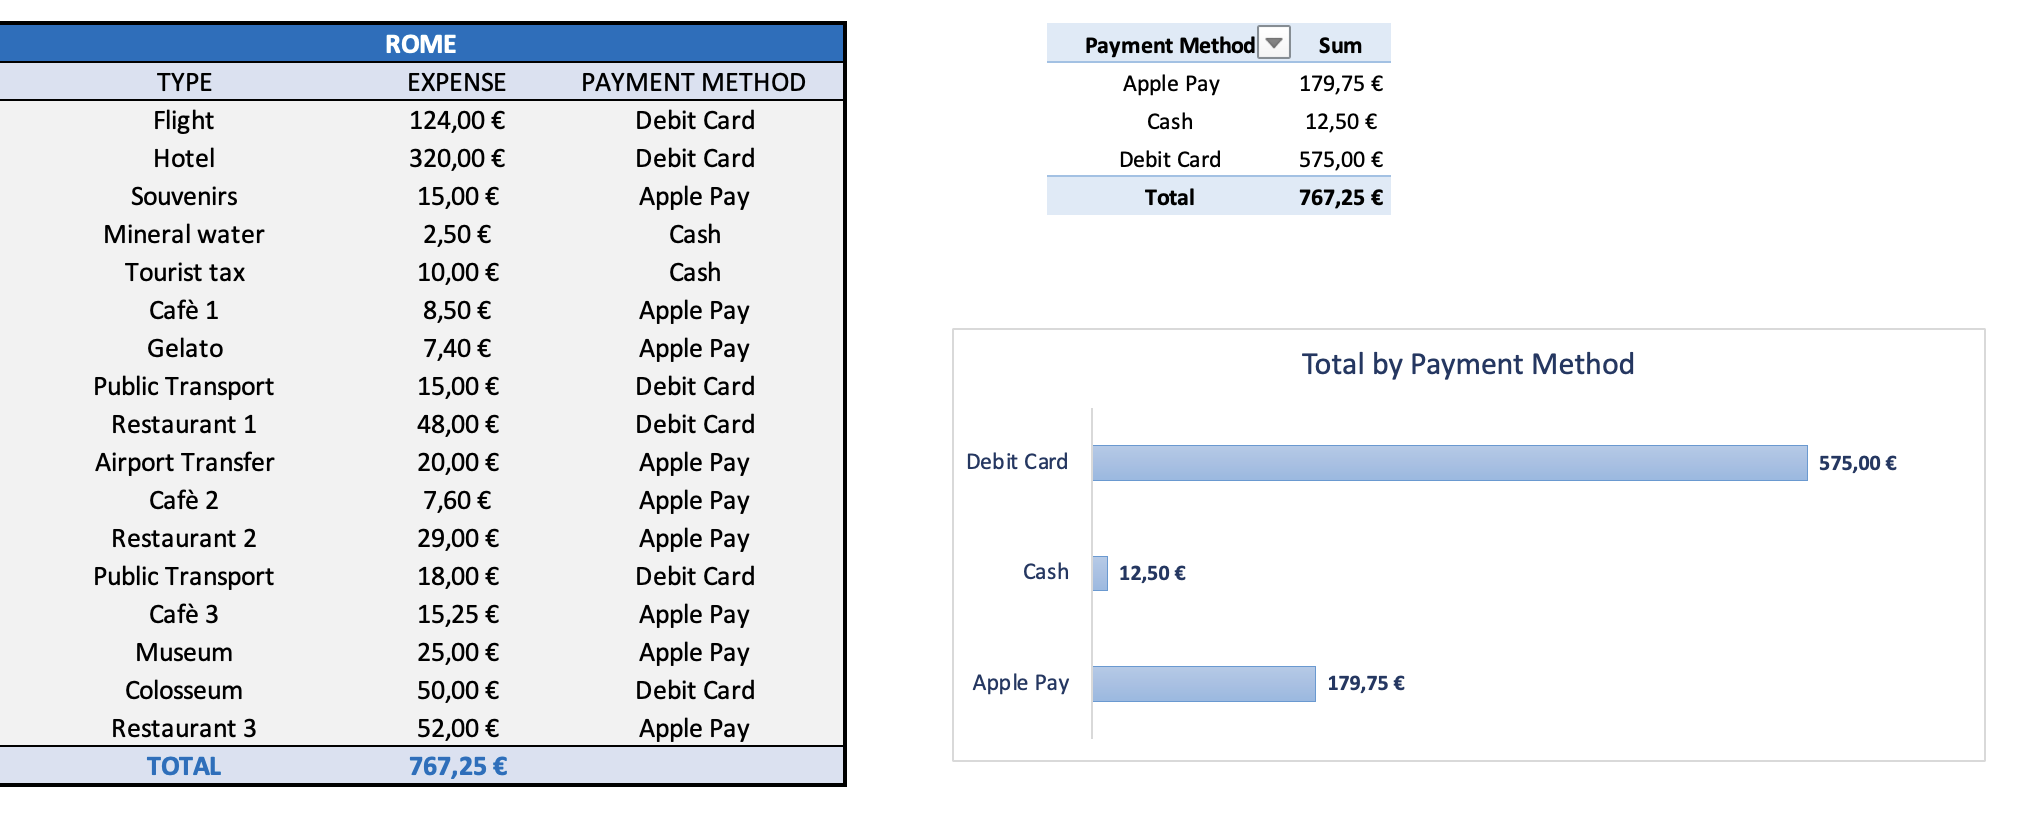 ROME
TYPE EXPENSE PAYMENT METHOD
Flight 124,00 € Debit Card
Hotel 320,00 € Debit Card
Souvenirs 15,00 € Apple Pay
Mineral water 2,50 € Cash
Tourist tax 10,00 € Cash
Cafè 1 8,50 € Apple Pay
Gelato 7,40 € Apple Pay
Public Transport 15,00 € Debit Card
Restaurant 1 48,00 € Debit Card
Airport Transfer 20,00 € Apple Pay
Cafè 2 7,60 € Apple Pay
Restaurant 2 29,00 € Apple Pay
Public Transport 18,00 € Debit Card
Cafè 3 15,25 € Apple Pay
Museum 25,00 € Apple Pay
Colosseum 50,00 € Debit Card
Restaurant 3 52,00 € Apple Pay
TOTAL 767,25 €
Payment Method Sum
Apple Pay 179,75 €
Cash 12,50 €
Debit Card 575,00 €
Total 767,25 €
Total by Payment Method
Debit Card 575,00 €
Cash 12,50 €
Apple Pay 179,75 €